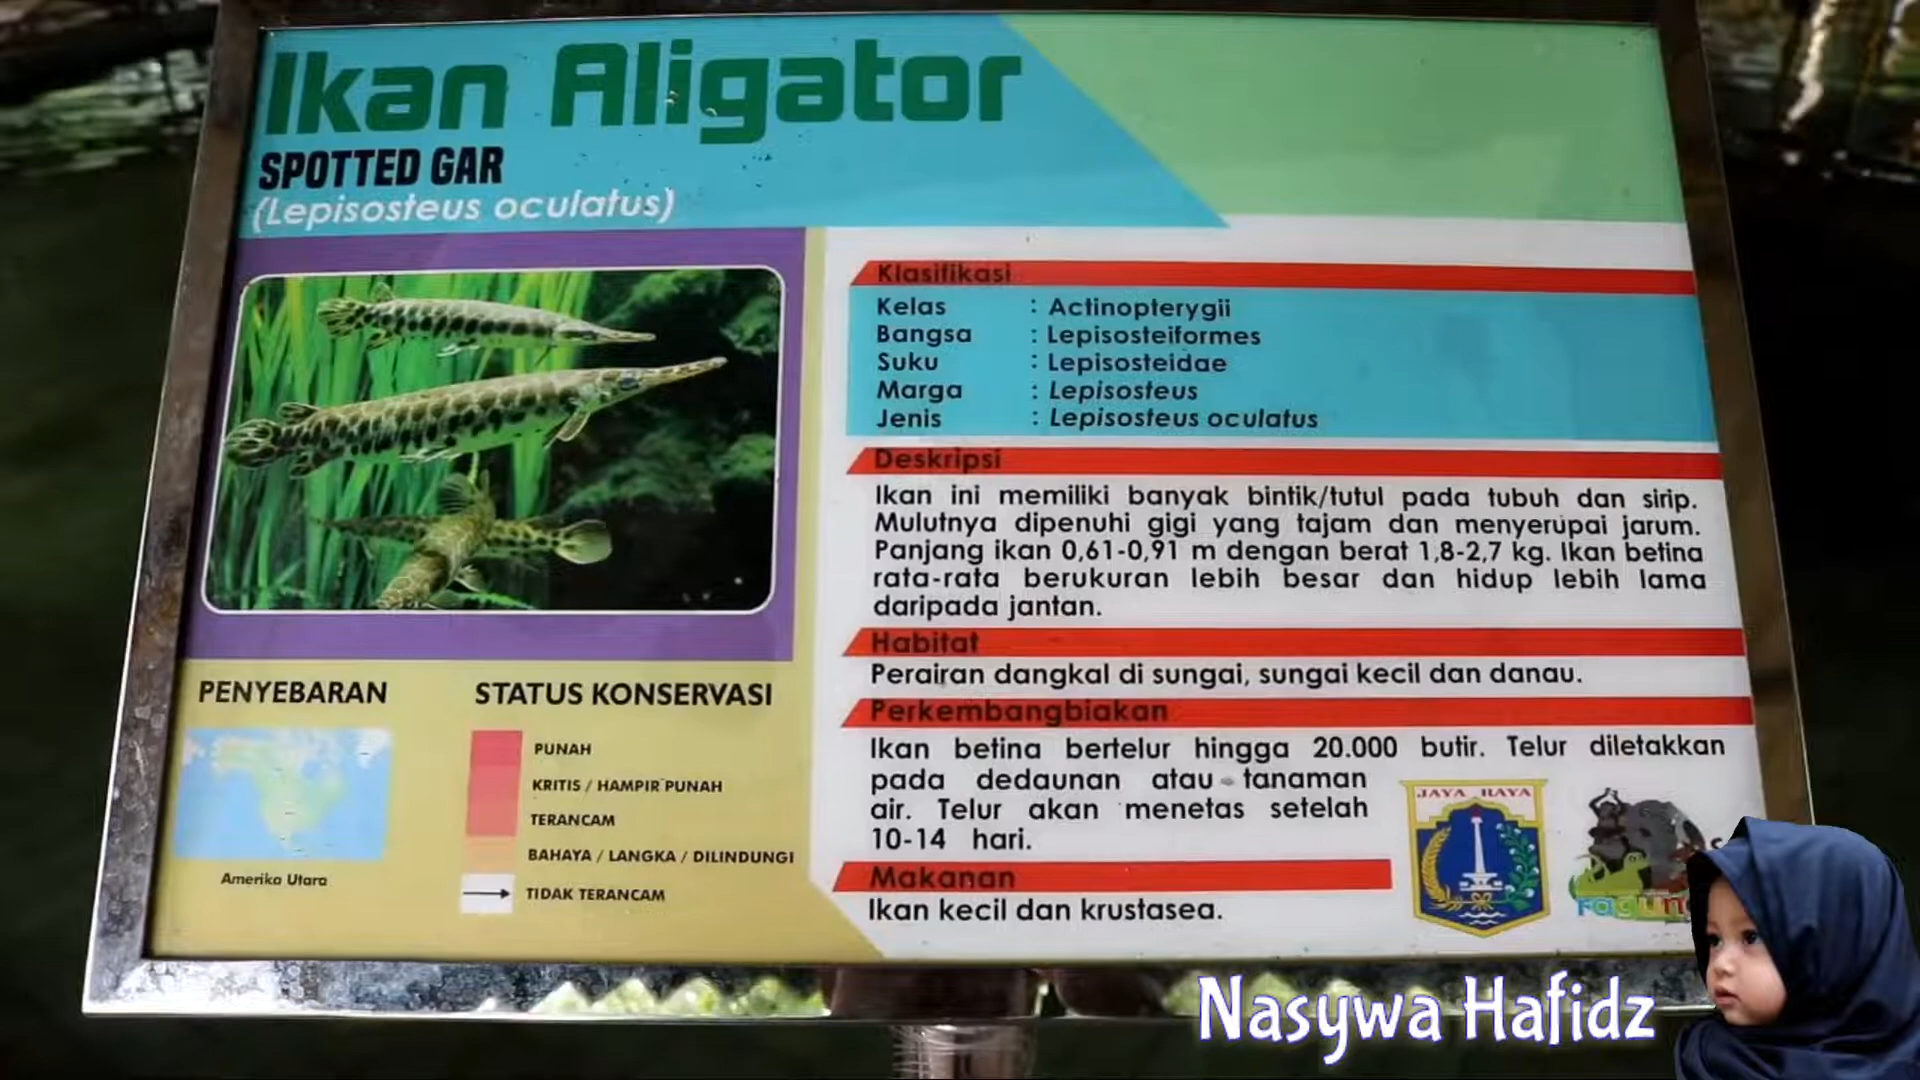 Ikan Aligator
SPOTTED GAR
(Lepisosteus oculatus)
Klasifikasi
Kelas : Actinopterygii
Bangsa : Lepisosteiformes
Suku : Lepisosteidae
Marga : Lepisosteus
Jenis : Lepisosteus oculatus
Deskripsi
Ikan ini memiliki banyak bintik/tutul pada tubuh dan sirip.
Mulutnya dipenuhi gigi yang tajam dan menyerupai jarum.
Panjang ikan 0,61-0,91 m dengan berat 1,8-2,7 kg. Ikan betina
rata-rata berukuran lebih besar dan hidup lebih lama
daripada jantan.
Habitat
Perairan dangkal di sungai, sungai kecil dan danau.
Perkembangbiakan
Ikan betina bertelur hingga 20.000 butir. Telur diletakkan
pada dedaunan atau tanaman
air. Telur akan menetas setelah
10-14 hari.
Makanan
Ikan kecil dan krustasea.
PENYEBARAN
Amerika Utara
STATUS KONSERVASI
PUNAH
KRITIS / HAMPIR PUNAH
TERANCAM
BAHAYA / LANGKA / DILINDUNGI
TIDAK TERANCAM
JAYA RAYA
Nasywa Hafidz